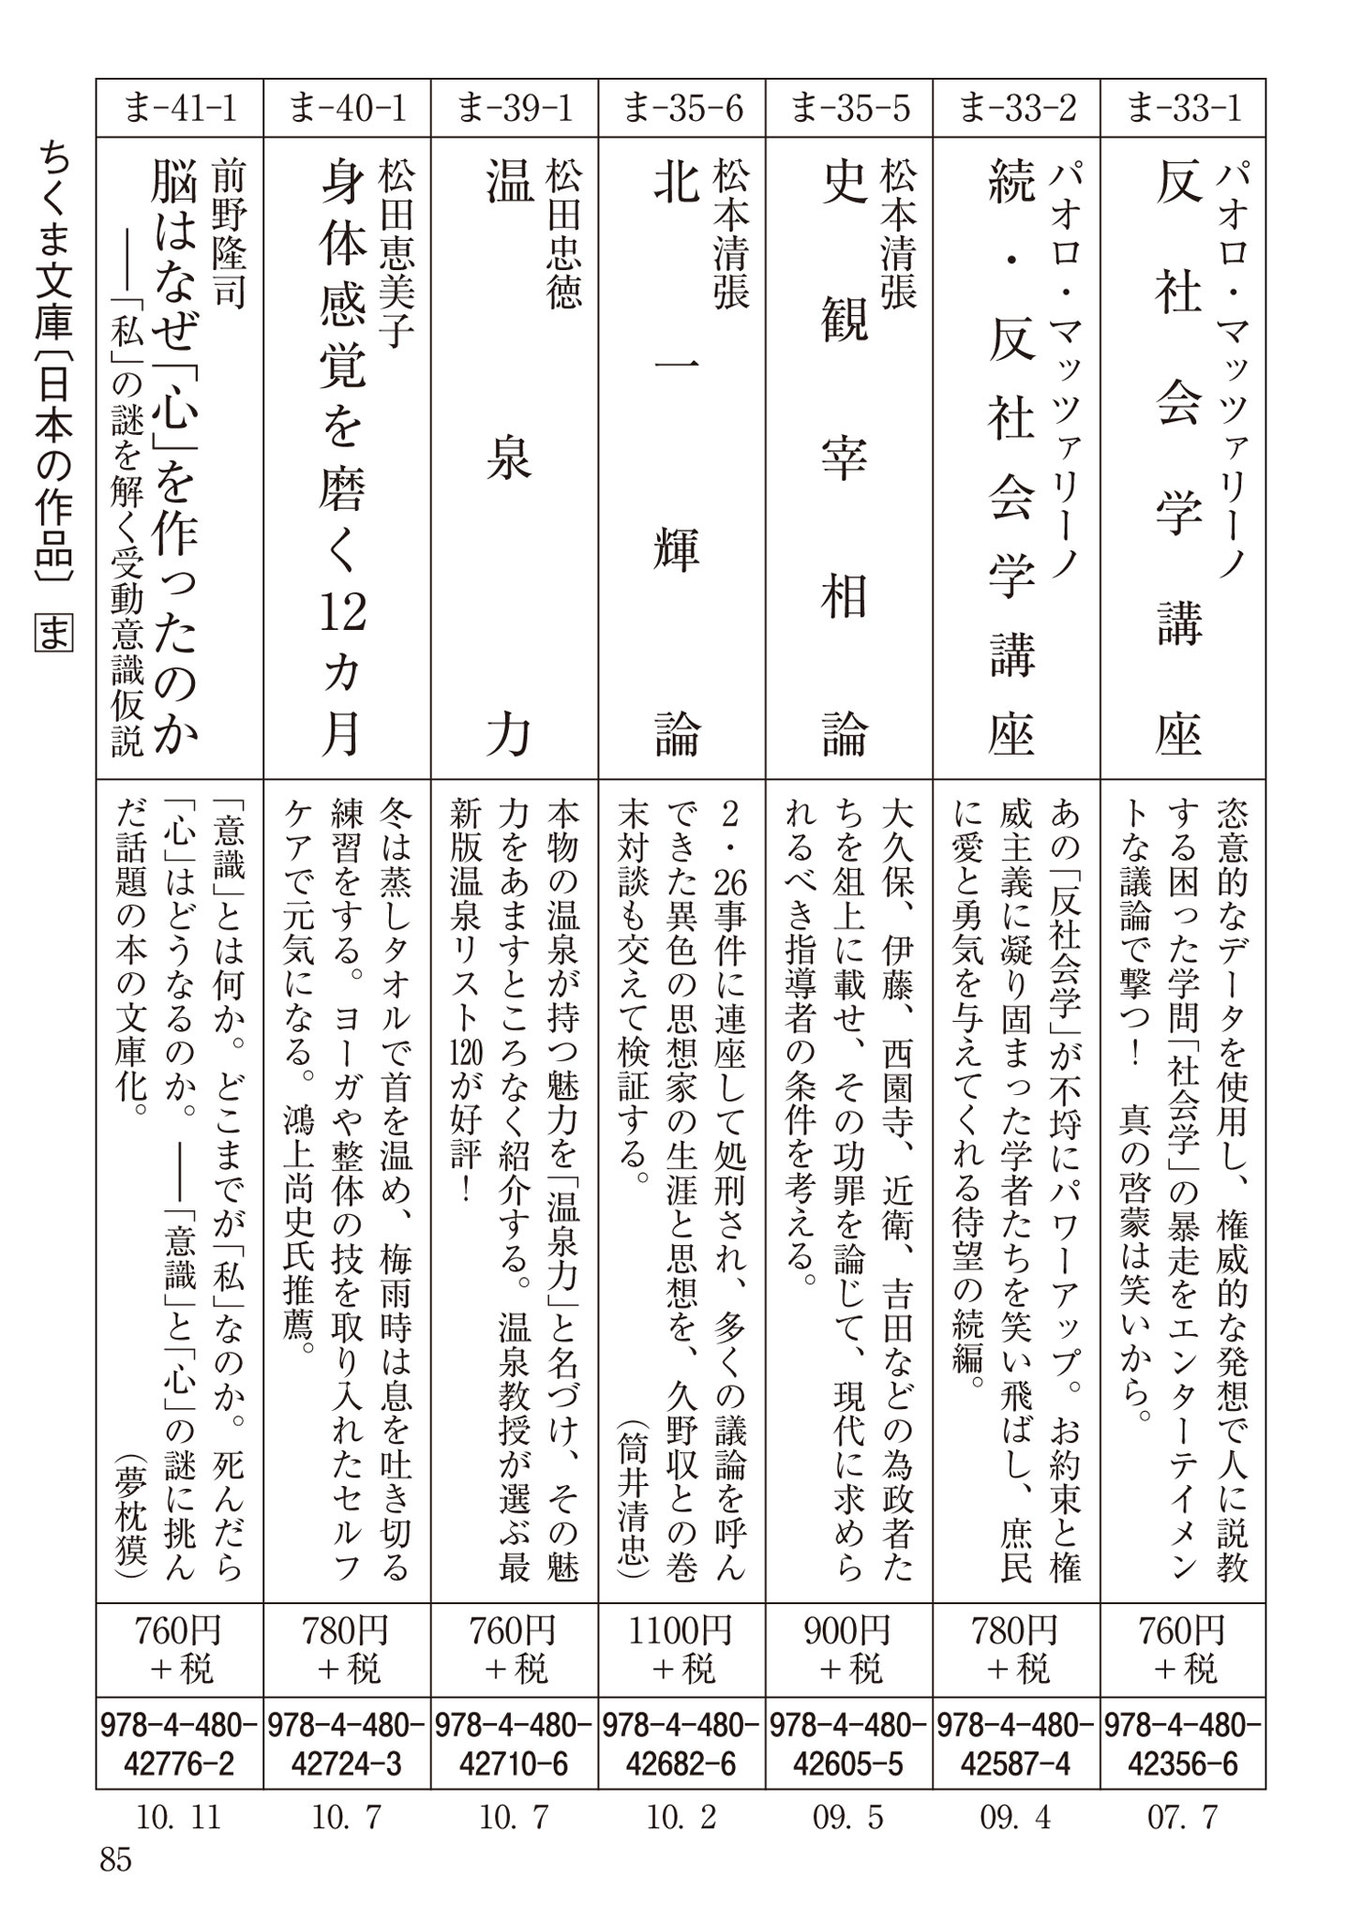 ま-33-1
パオロ・マッツァリーノ
反社会学講座
恣意的なデータを使用し、権威的な発想で人に説教
する困った学問「社会学」の暴走をエンターテイメン
トな議論で撃つ！　真の啓蒙は笑いから。
760円
＋税
978-4-480-
42356-6
07. 7
ま-33-2
パオロ・マッツァリーノ
続・反社会学講座
あの「反社会学」が不埒にパワーアップ。お約束と権
威主義に凝り固まった学者たちを笑い飛ばし、庶民
に愛と勇気を与えてくれる待望の続編。
780円
＋税
978-4-480-
42587-4
09. 4
ま-35-5
松本清張
史観宰相論
大久保、伊藤、西園寺、近衛、吉田などの為政者た
ちを俎上に載せ、その功罪を論じて、現代に求めら
れるべき指導者の条件を考える。
900円
＋税
978-4-480-
42605-5
09. 5
ま-35-6
松本清張
北一輝論
2・26事件に連座して処刑され、多くの議論を呼ん
できた異色の思想家の生涯と思想を、久野収との巻
末対談も交えて検証する。（筒井清忠）
1100円
＋税
978-4-480-
42682-6
10. 2
ま-39-1
松田忠徳
温泉力
本物の温泉が持つ魅力を「温泉力」と名づけ、その魅
力をあますところなく紹介する。温泉教授が選ぶ最
新版温泉リスト120が好評！
760円
＋税
978-4-480-
42710-6
10. 7
ま-40-1
松田恵美子
身体感覚を磨く12カ月
冬は蒸しタオルで首を温め、梅雨時は息を吐き切る
練習をする。ヨーガや整体の技を取り入れたセルフ
ケアで元気になる。鴻上尚史氏推薦。
780円
＋税
978-4-480-
42724-3
10. 7
ま-41-1
前野隆司
脳はなぜ「心」を作ったのか
――「私」の謎を解く受動意識仮説
「意識」とは何か。どこまでが「私」なのか。死んだら
「心」はどうなるのか。――「意識」と「心」の謎に挑ん
だ話題の本の文庫化。（夢枕獏）
760円
＋税
978-4-480-
42776-2
10. 11
ちくま文庫〔日本の作品〕 ま
85